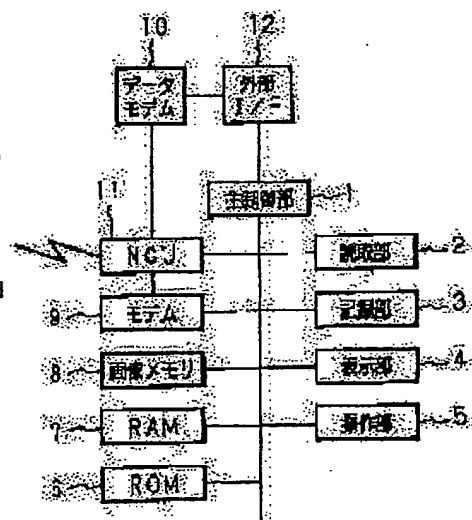 10 12
データ
モデム
外部
I/F
主制御部 1
11
NCU
読取部 2
9 モデム
記録部 3
8 画像メモリ
表示部 4
7 RAM
操作部 5
6 ROM